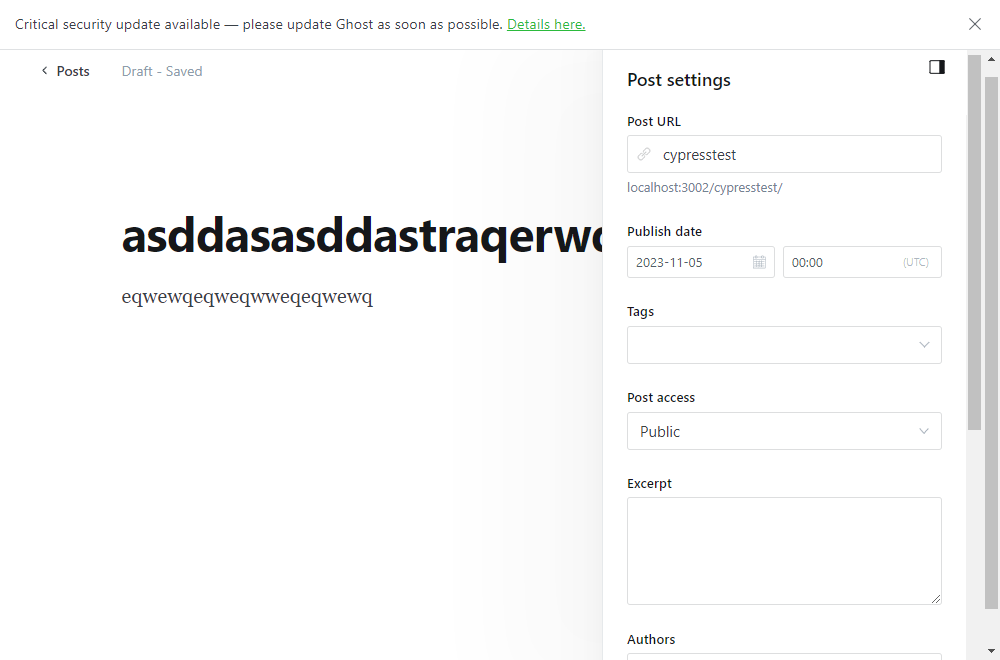 Critical security update available — please update Ghost as soon as possible. Details here.
Posts
Draft - Saved
Post settings
Post URL
cypresstest
localhost:3002/cypresstest/
asddasasddastraqerw
eqwewqeqweqwweqeqwewq
Publish date
2023-11-05
00:00
(UTC)
Tags
Post access
Public
Excerpt
Authors